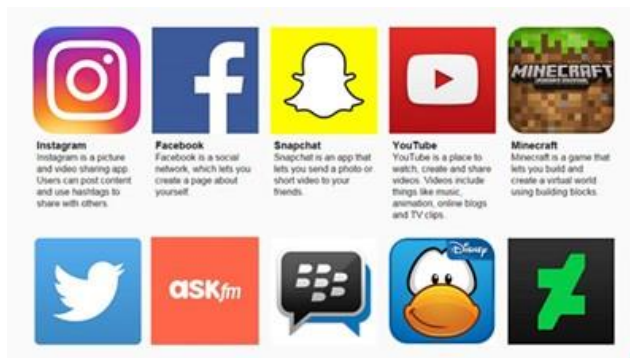 MINECRAFT
Instagram
Instagram is a picture
and video sharing app.
Users can post content
and use hashtags to
share with others.
Facebook
Facebook is a social
network, which lets you
create a page about
yourself.
Snapchat
Snapchat is an app that
lets you send a photo or
short video to your
friends.
YouTube
YouTube is a place to
watch, create and share
videos. Videos include
things like music,
animation, online blogs
and TV clips.
Minecraft
Minecraft is a game that
lets you build and
create a virtual world
using building blocks.
ASKfm
Disney